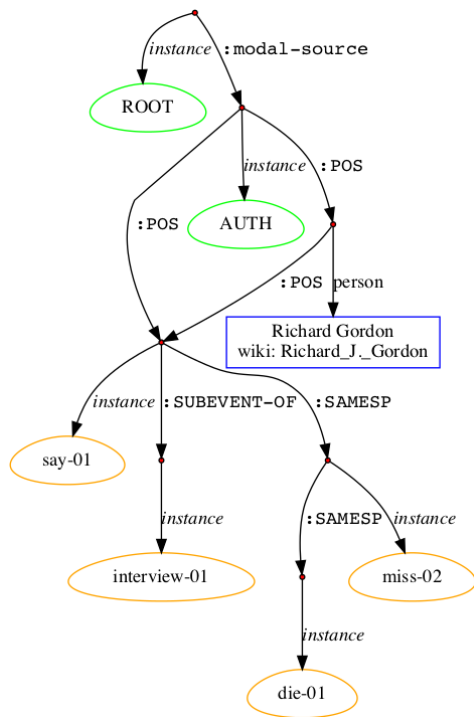 instance :modal-source
ROOT
instance :POS
:POS
AUTH
:POS person
Richard Gordon
wiki: Richard_J._Gordon
instance :SUBEVENT-OF :SAMESP
say-01
:SAMESP instance
instance
interview-01
miss-02
instance
die-01